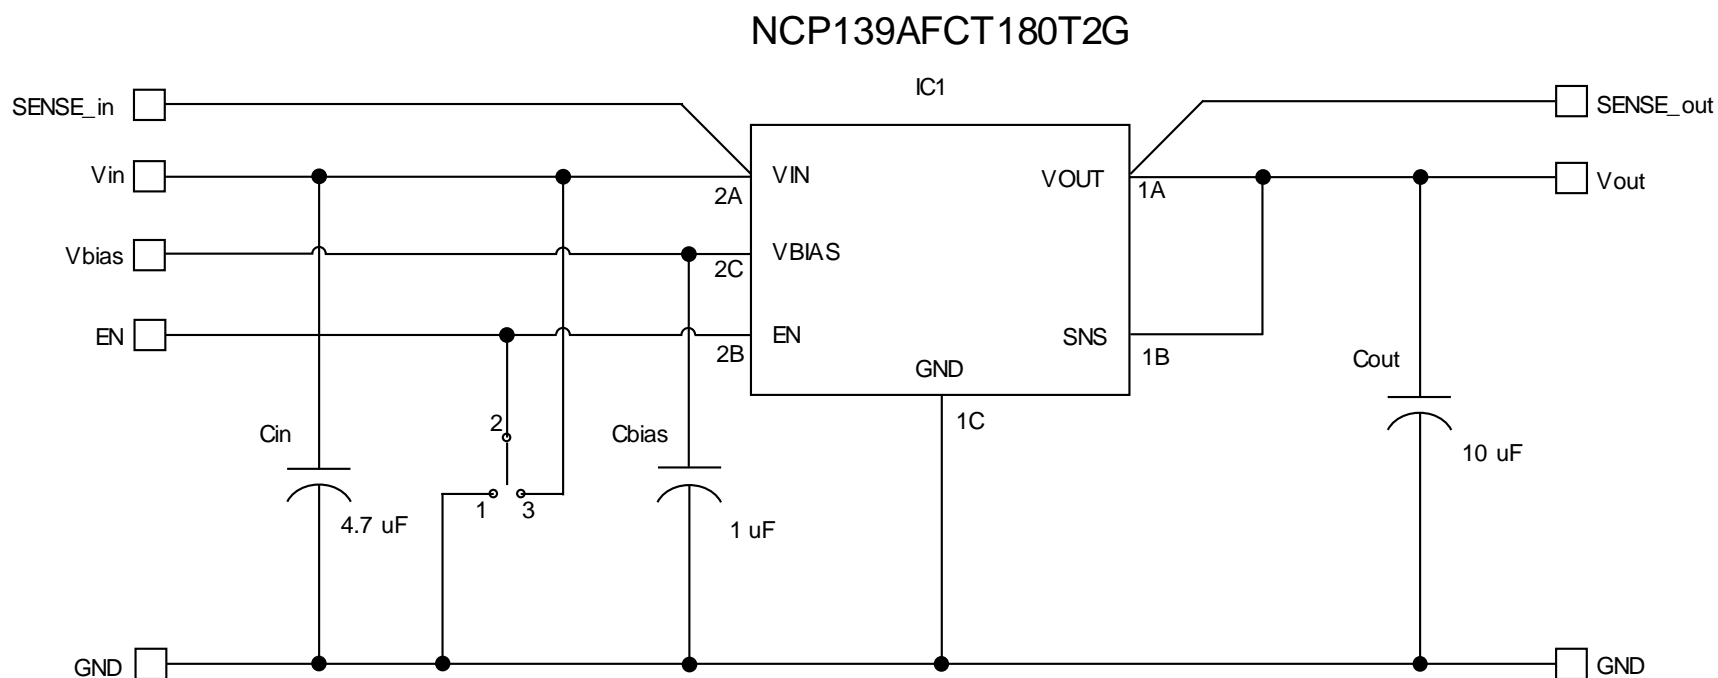 NCP139AFCT180T2G
IC1
SENSE_in
SENSE_out
Vin
VIN
VOUT
Vout
2A
1A
Vbias
VBIAS
2C
EN
EN
SNS
2B
1B
GND
Cout
1C
2
Cin
Cbias
10 uF
1
3
4.7 uF
1 uF
GND
GND